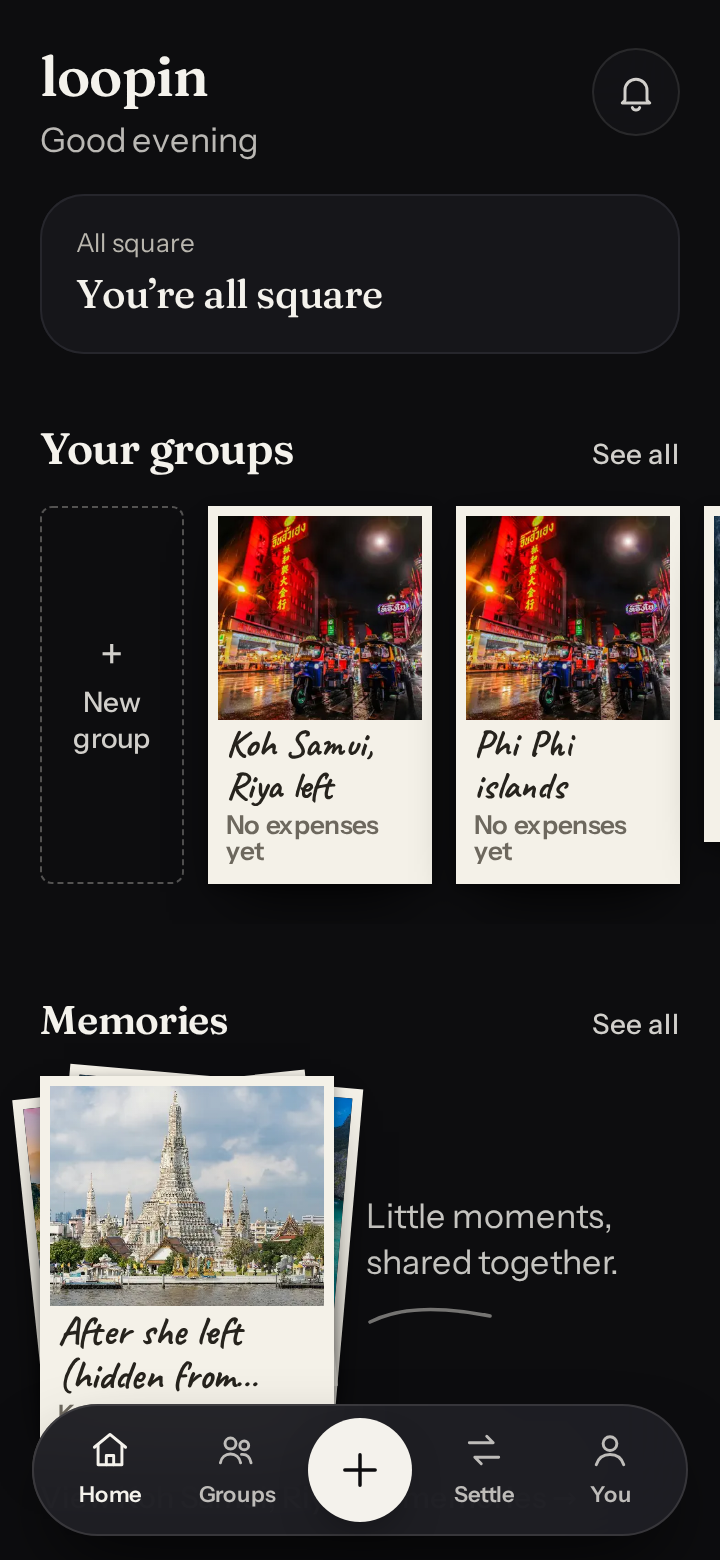 loopin
Good evening
All square
You’re all square
Your groups
See all
+
New
group
Koh Samui,
Riya left
No expenses
yet
Phi Phi
islands
No expenses
yet
Memories
See all
Little moments,
shared together.
After she left
(hidden from...
Home
Groups
Settle
You